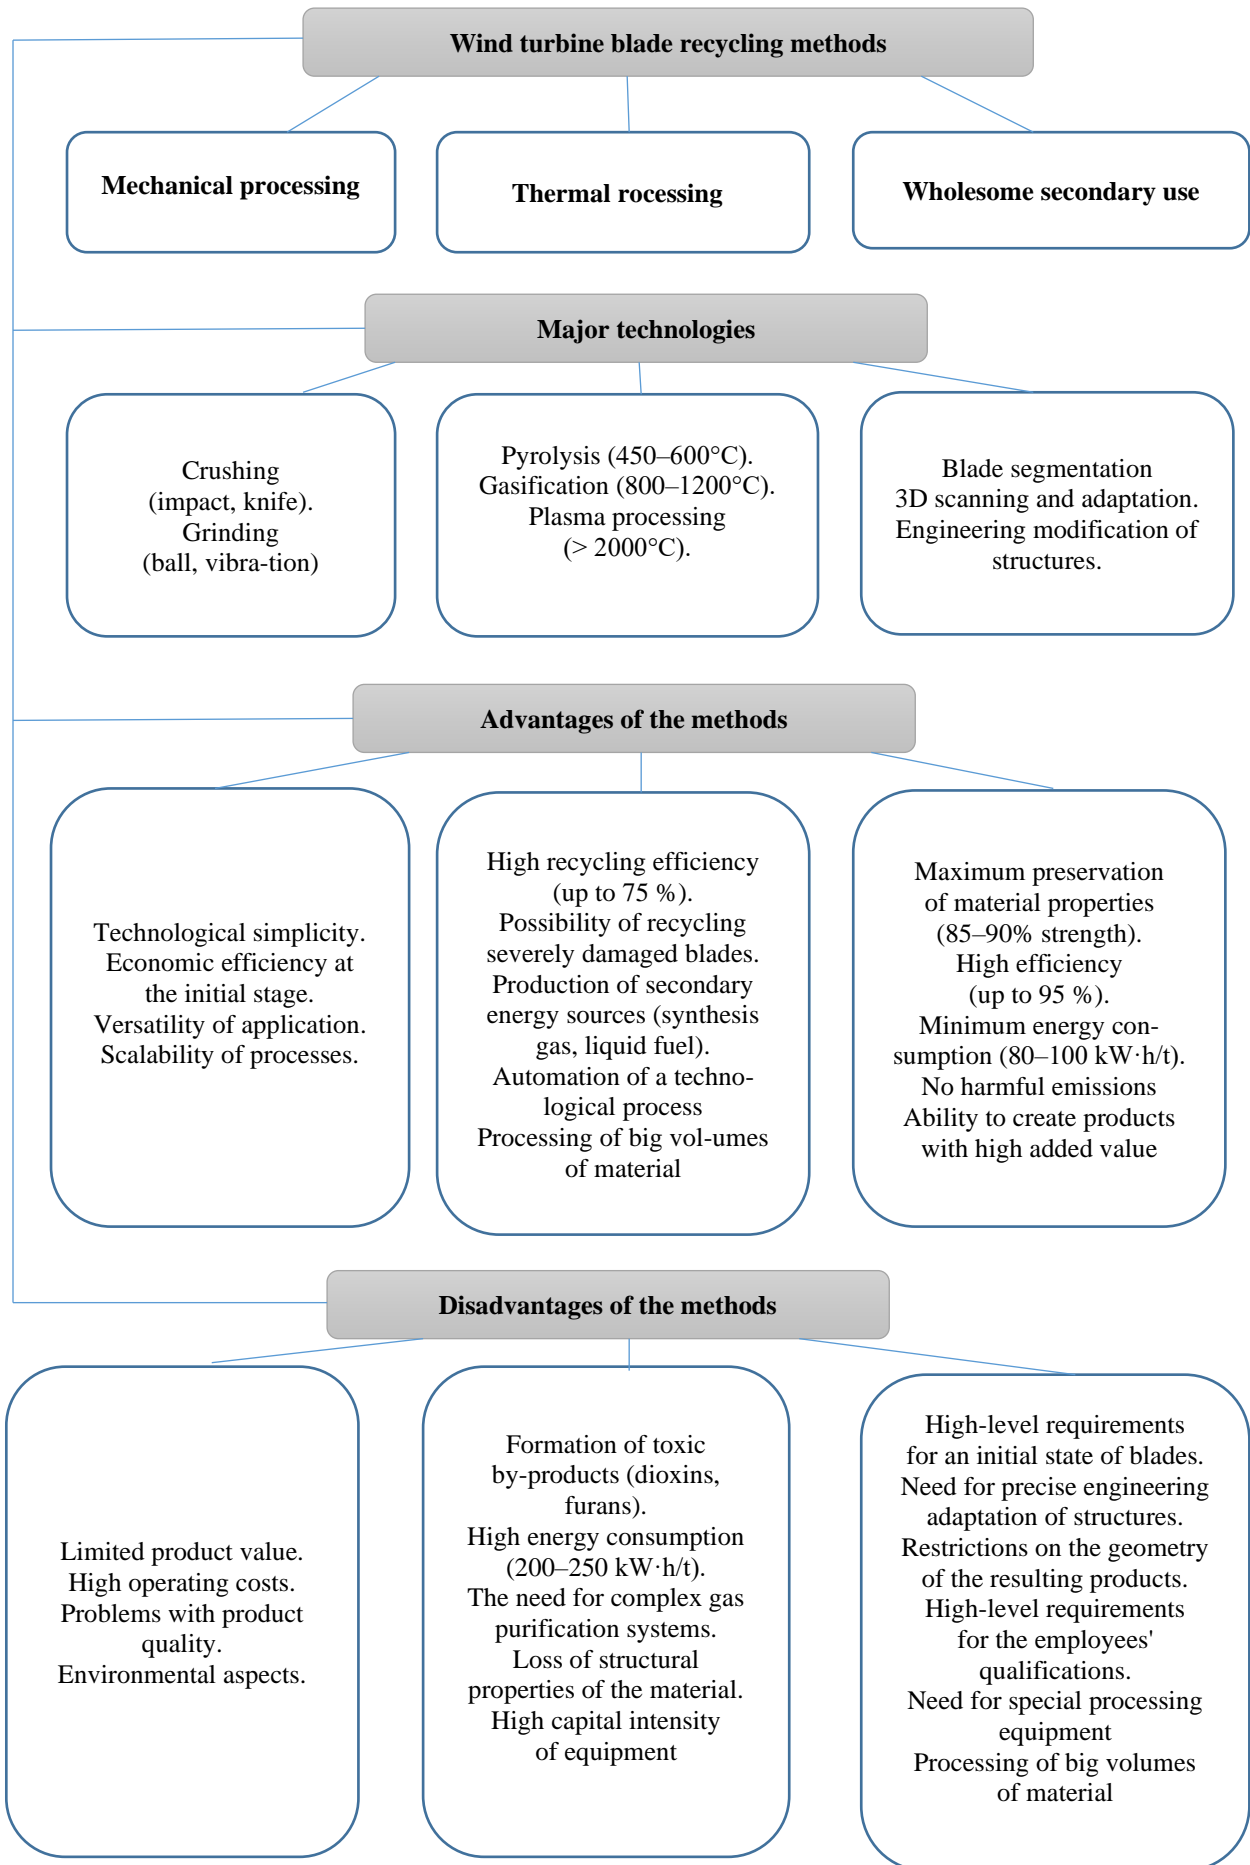 Wind turbine blade recycling methods
Mechanical processing
Thermal rocessing
Wholesome secondary use
Major technologies
Crushing
(impact, knife).
Grinding
(ball, vibra-tion)
Pyrolysis (450–600°C).
Gasification (800–1200°C).
Plasma processing
(> 2000°C).
Blade segmentation
3D scanning and adaptation.
Engineering modification of
structures.
Advantages of the methods
Technological simplicity.
Economic efficiency at
the initial stage.
Versatility of application.
Scalability of processes.
High recycling efficiency
(up to 75 %).
Possibility of recycling
severely damaged blades.
Production of secondary
energy sources (synthesis
gas, liquid fuel).
Automation of a techno-
logical process
Processing of big vol-umes
of material
Maximum preservation
of material properties
(85–90% strength).
High efficiency
(up to 95 %).
Minimum energy con-
sumption (80–100 kW·h/t).
No harmful emissions
Ability to create products
with high added value
Disadvantages of the methods
Limited product value.
High operating costs.
Problems with product
quality.
Environmental aspects.
Formation of toxic
by-products (dioxins,
furans).
High energy consumption
(200–250 kW·h/t).
The need for complex gas
purification systems.
Loss of structural
properties of the material.
High capital intensity
of equipment
High-level requirements
for an initial state of blades.
Need for precise engineering
adaptation of structures.
Restrictions on the geometry
of the resulting products.
High-level requirements
for the employees'
qualifications.
Need for special processing
equipment
Processing of big volumes
of material